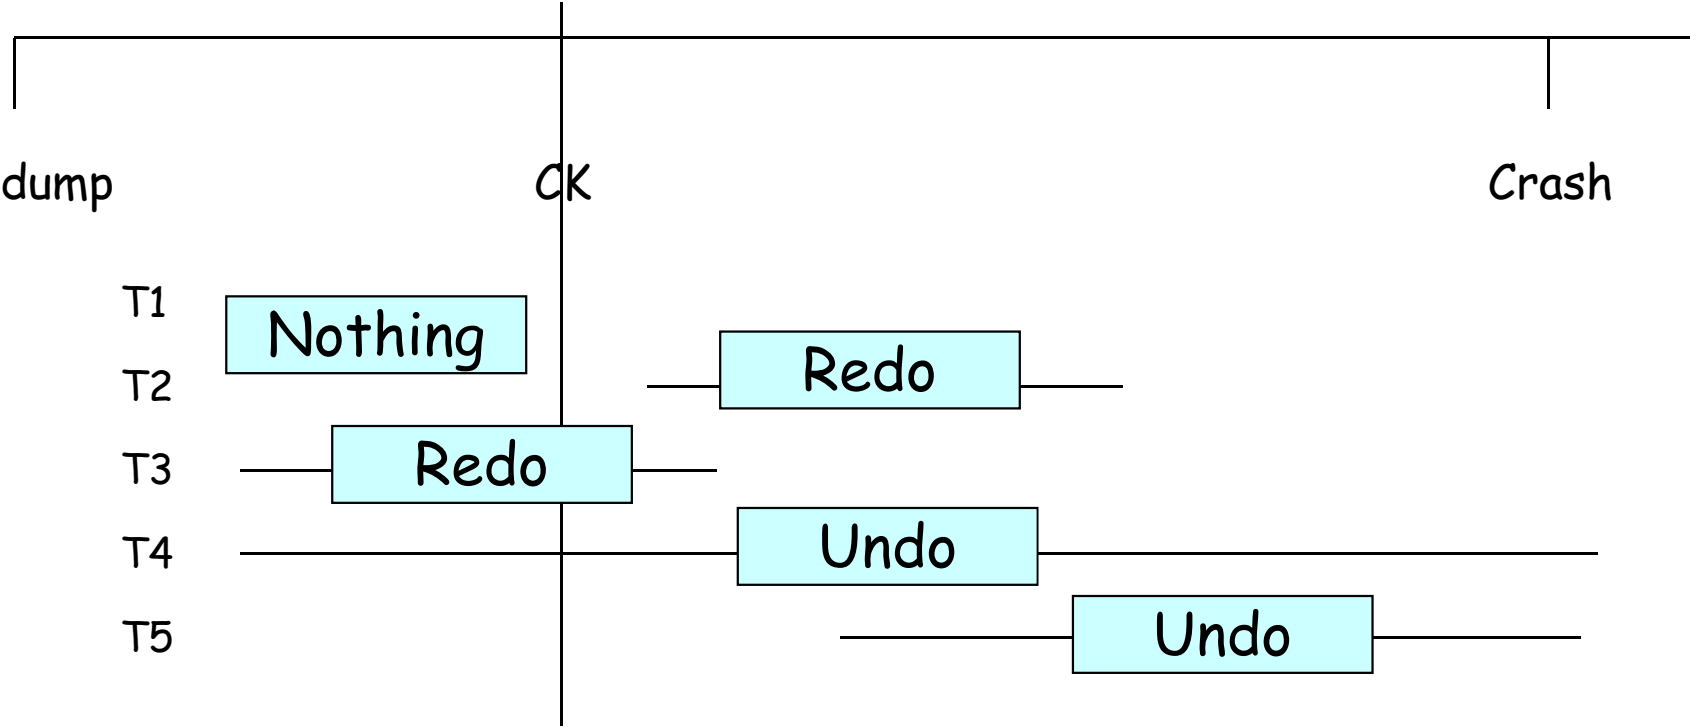 dump CK Crash
T1 Nothing
T2 Redo
T3 Redo
T4 Undo
T5 Undo